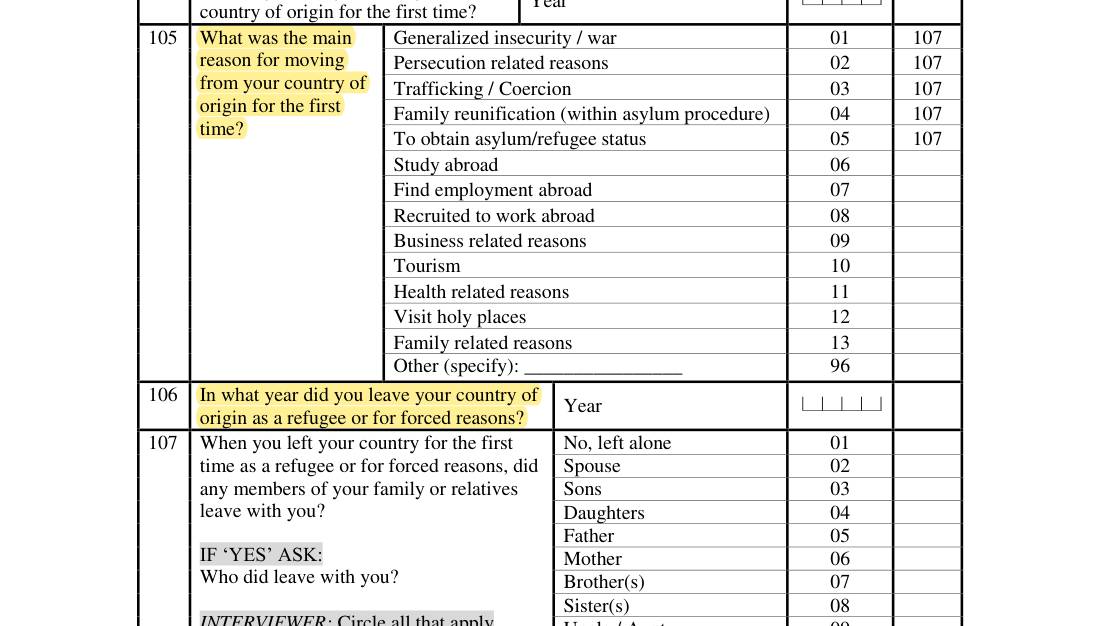 country of origin for the first time?
Year
105 What was the main
reason for moving
from your country of
origin for the first
time?
Generalized insecurity / war 01 107
Persecution related reasons 02 107
Trafficking / Coercion 03 107
Family reunification (within asylum procedure) 04 107
To obtain asylum/refugee status 05 107
Study abroad 06
Find employment abroad 07
Recruited to work abroad 08
Business related reasons 09
Tourism 10
Health related reasons 11
Visit holy places 12
Family related reasons 13
Other (specify): ________________ 96
106 In what year did you leave your country of
origin as a refugee or for forced reasons?
Year
107 When you left your country for the first
time as a refugee or for forced reasons, did
any members of your family or relatives
leave with you?
IF ‘YES’ ASK:
Who did leave with you?
INTERVIEWER: Circle all that apply
No, left alone 01
Spouse 02
Sons 03
Daughters 04
Father 05
Mother 06
Brother(s) 07
Sister(s) 08